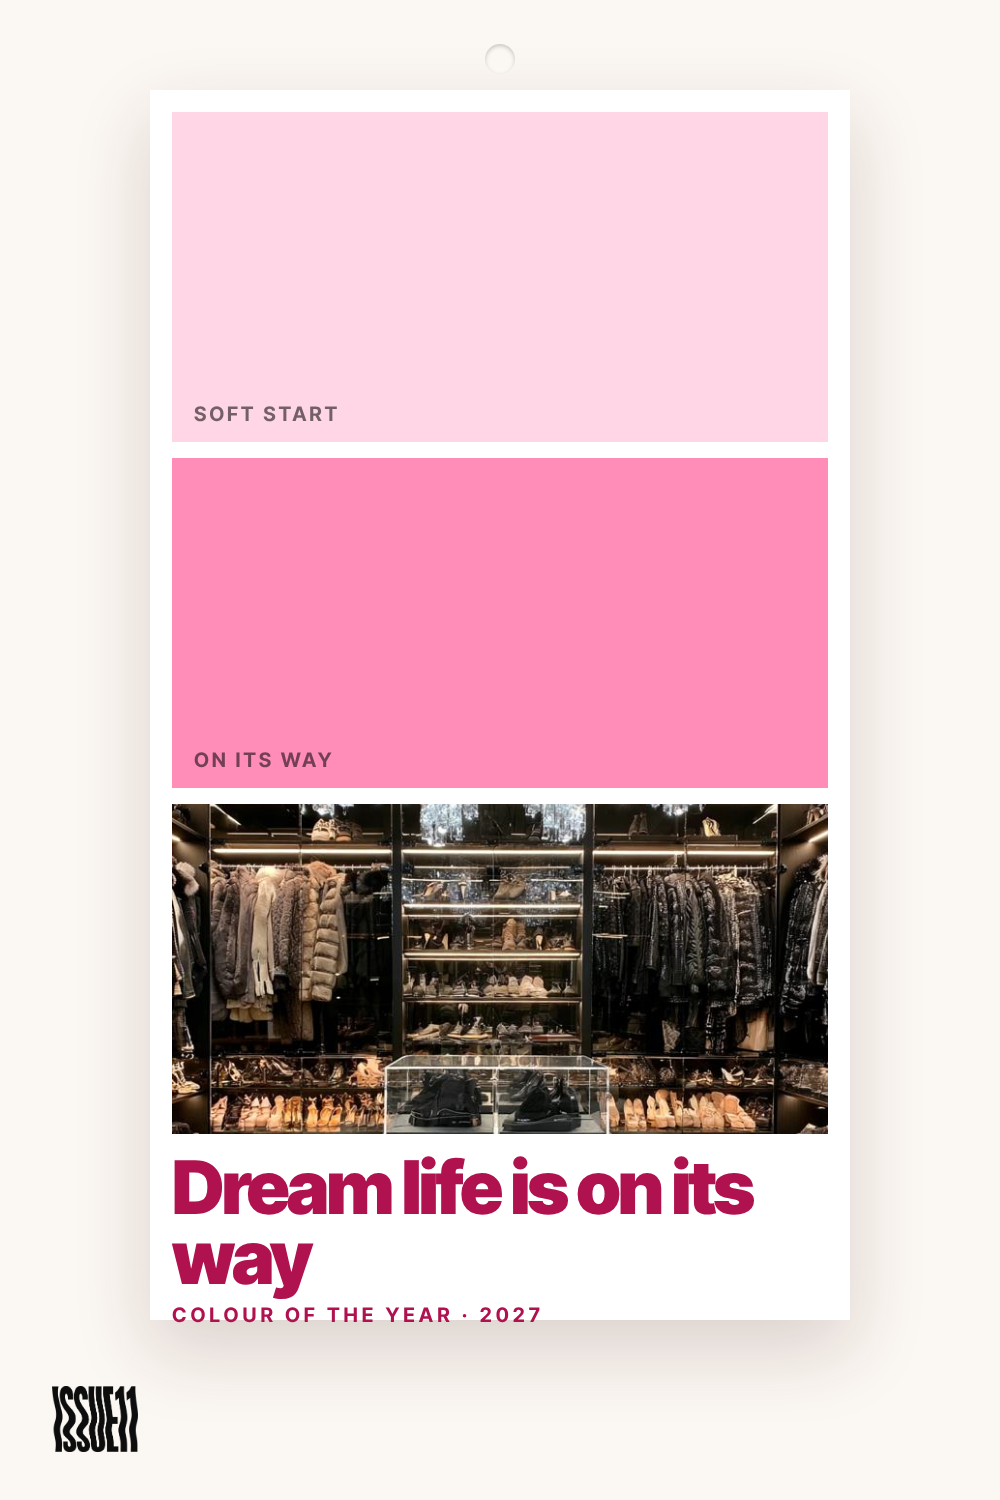 SOFT START
ON ITS WAY
Dream life is on its
way
COLOUR OF THE YEAR · 2027
ISSUE11